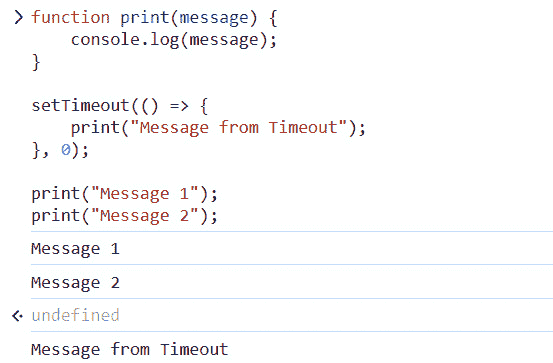 function print(message) {
    console.log(message);
}

setTimeout(() => {
    print("Message from Timeout");
}, 0);

print("Message 1");
print("Message 2");
Message 1
Message 2
undefined
Message from Timeout